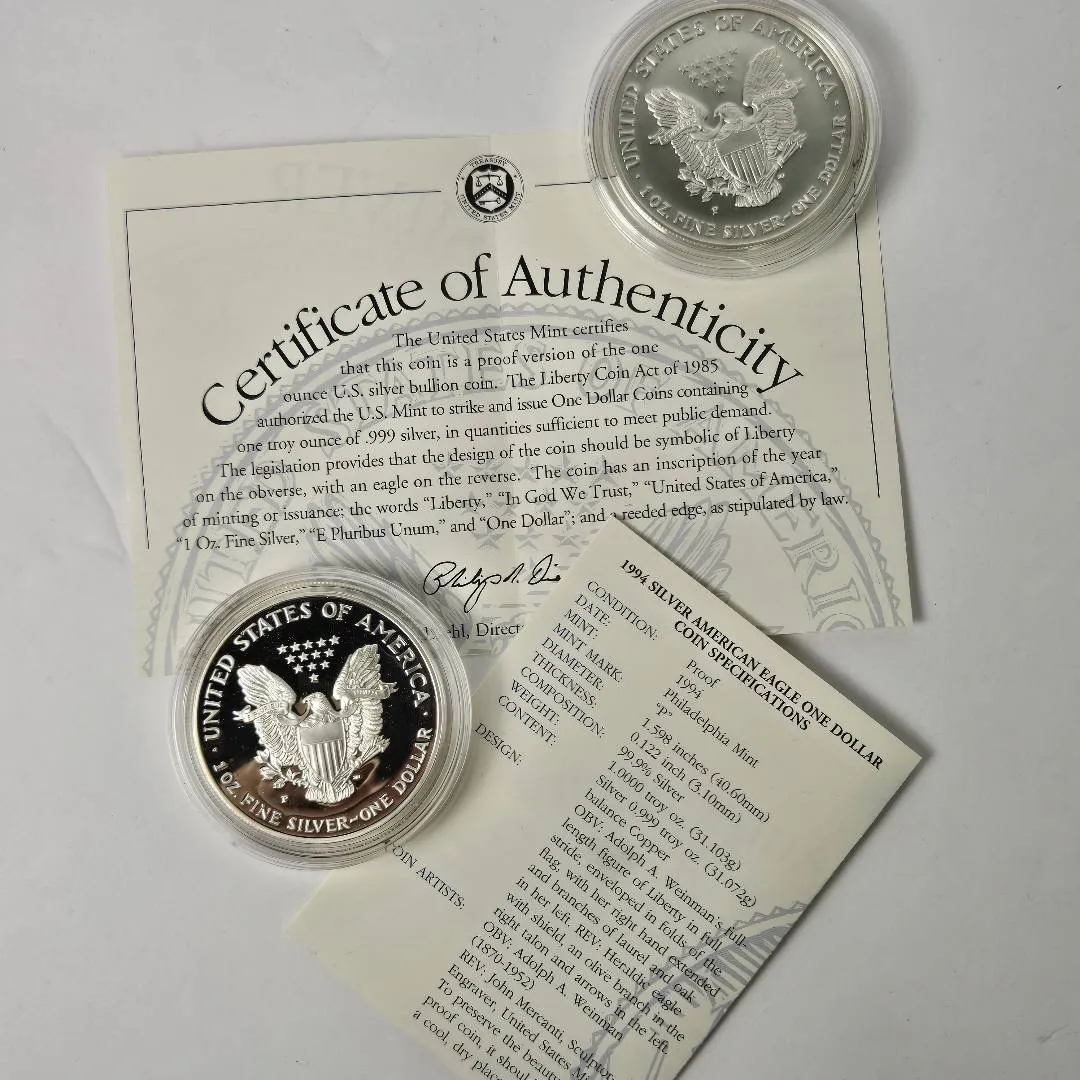 UNITED STATES OF AMERICA
1 OZ. FINE SILVER~ONE DOLLAR
P
TREASURY
UNITED STATES MINT
Certificate of Authenticity
The United States Mint certifies
that this coin is a proof version of the one
ounce U.S. silver bullion coin. The Liberty Coin Act of 1985
authorized the U.S. Mint to strike and issue One Dollar Coins containing
one troy ounce of .999 silver, in quantities sufficient to meet public demand.
The legislation provides that the design of the coin should be symbolic of Liberty
on the obverse, with an eagle on the reverse. The coin has an inscription of the year
of minting or issuance; the words “Liberty,” “In God We Trust,” “United States of America,”
“1 Oz. Fine Silver,” “E Pluribus Unum,” and “One Dollar”; and a reeded edge, as stipulated by law.
UNITED STATES OF AMERICA
1 OZ. FINE SILVER~ONE DOLLAR
P
1994 SILVER AMERICAN EAGLE ONE DOLLAR
COIN SPECIFICATIONS
CONDITION: Proof
DATE: 1994
MINT: Philadelphia Mint
MINT MARK: "P"
DIAMETER: 1.598 inches (40.60mm)
THICKNESS: 0.122 inch (3.10mm)
COMPOSITION: 99.9% Silver
WEIGHT: 1.0000 troy oz. (31.103g)
CONTENT: Silver 0.999 troy oz. (31.072g)
balance Copper
DESIGN: OBV: Adolph A. Weinman's full-
length figure of Liberty in full
stride, enveloped in folds of the
flag, with her right hand extended
and branches of laurel and oak
in her left. REV: Heraldic eagle
with shield, an olive branch in the
right talon and arrows in the left.
COIN ARTISTS: OBV: Adolph A. Weinman
(1870-1952)
REV: John Mercanti, Sculptor-
Engraver, United States
To preserve the beauty
proof coin, it should
a cool, dry place